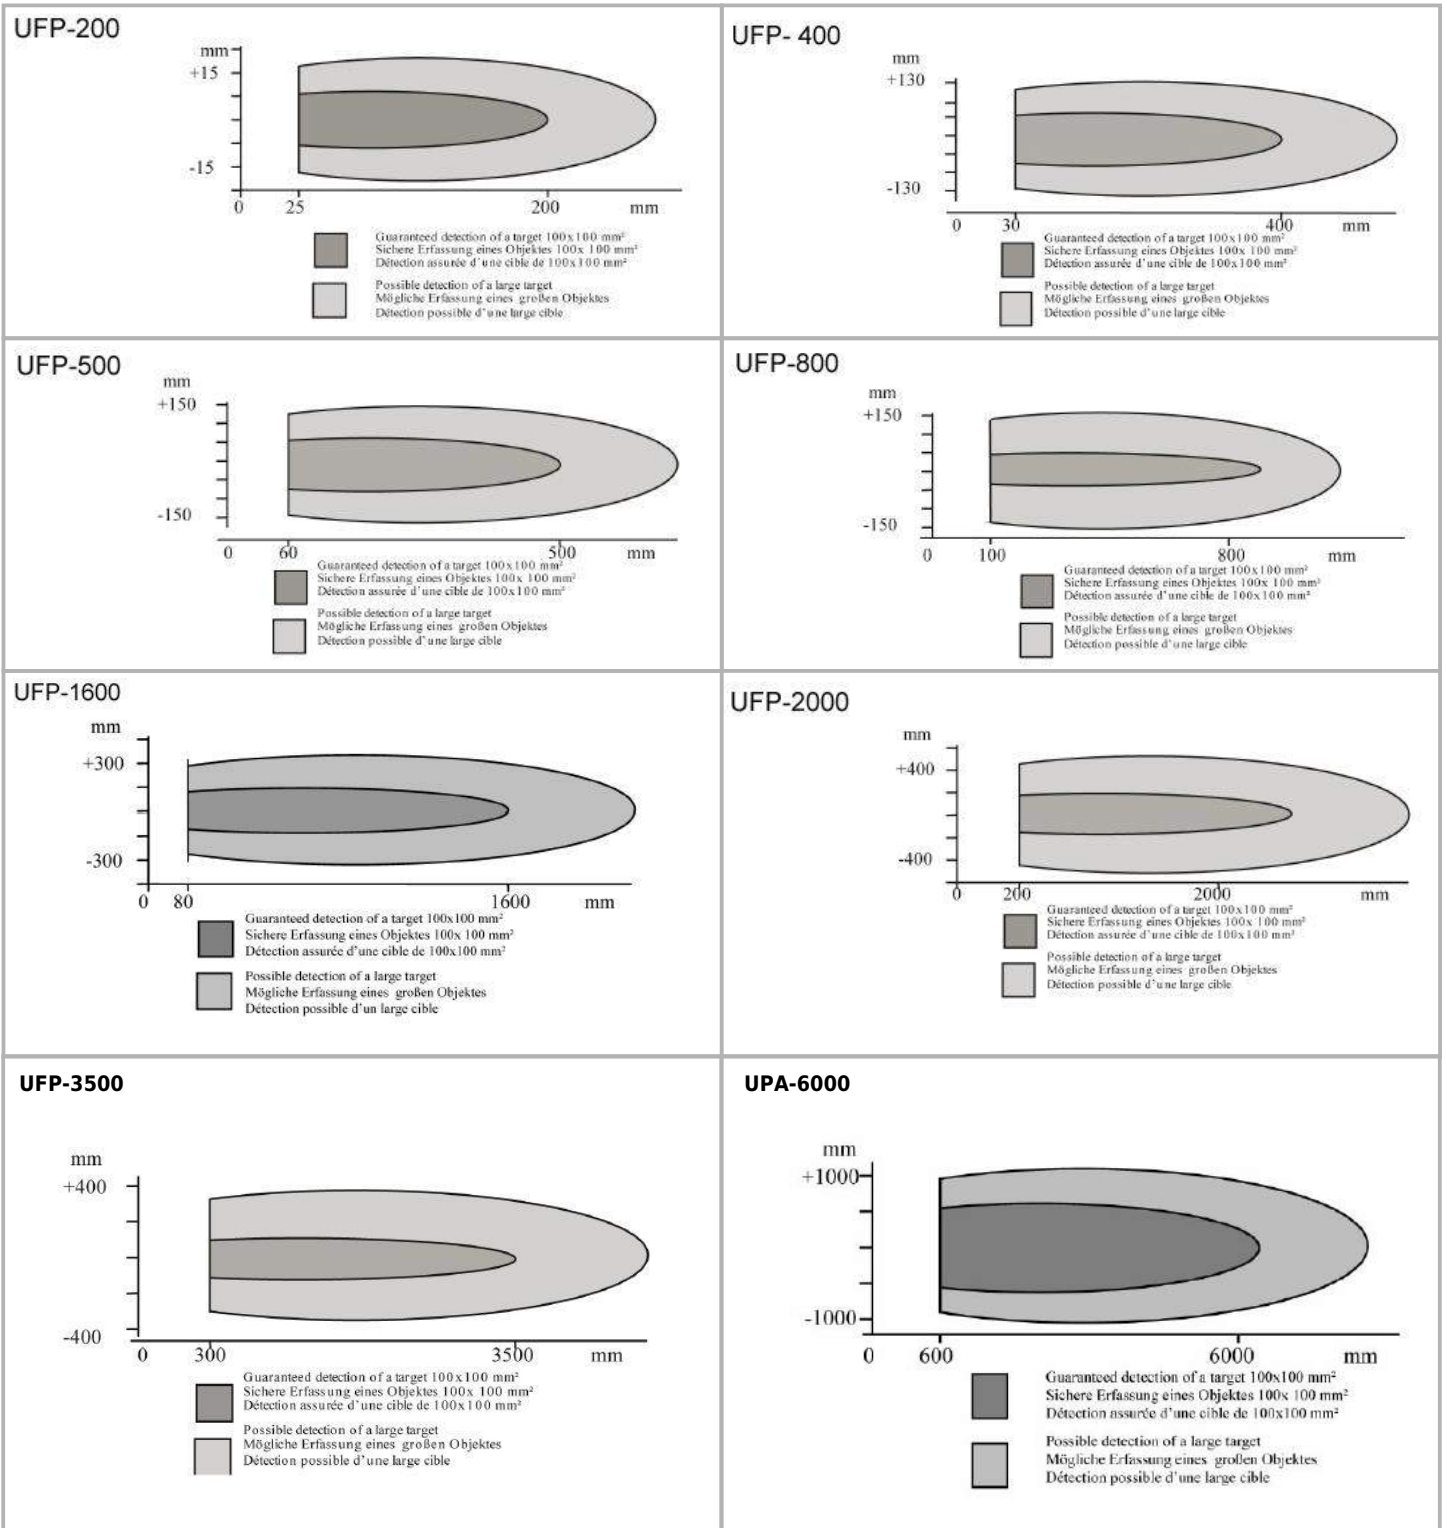 UFP-200
mm
+15
-15
0 25 200 mm
Guaranteed detection of a target 100x100 mm²
Sichere Erfassung eines Objektes 100x 100 mm²
Détection assurée d'une cible de 100x100 mm²
Possible detection of a large target
Mögliche Erfassung eines großen Objektes
Détection possible d'une large cible
UFP- 400
mm
+130
-130
0 30 400 mm
Guaranteed detection of a target 100x100 mm²
Sichere Erfassung eines Objektes 100x 100 mm²
Détection assurée d'une cible de 100x100 mm²
Possible detection of a large target
Mögliche Erfassung eines großen Objektes
Détection possible d'une large cible
UFP-500
mm
+150
-150
0 60 500 mm
Guaranteed detection of a target 100x100 mm²
Sichere Erfassung eines Objektes 100x 100 mm²
Détection assurée d'une cible de 100x100 mm²
Possible detection of a large target
Mögliche Erfassung eines großen Objektes
Détection possible d'une large cible
UFP-800
mm
+150
-150
0 100 800 mm
Guaranteed detection of a target 100x100 mm²
Sichere Erfassung eines Objektes 100x 100 mm²
Détection assurée d'une cible de 100x100 mm²
Possible detection of a large target
Mögliche Erfassung eines großen Objektes
Détection possible d'une large cible
UFP-1600
mm
+300
-300
0 80 1600 mm
Guaranteed detection of a target 100x100 mm²
Sichere Erfassung eines Objektes 100x 100 mm²
Détection assurée d'une cible de 100x100 mm²
Possible detection of a large target
Mögliche Erfassung eines großen Objektes
Détection possible d'un large cible
UFP-2000
mm
+400
-400
0 200 2000 mm
Guaranteed detection of a target 100x100 mm²
Sichere Erfassung eines Objektes 100x 100 mm²
Détection assurée d'une cible de 100x100 mm²
Possible detection of a large target
Mögliche Erfassung eines großen Objektes
Détection possible d'une large cible
UFP-3500
mm
+400
-400
0 300 3500 mm
Guaranteed detection of a target 100x100 mm²
Sichere Erfassung eines Objektes 100x 100 mm²
Détection assurée d'une cible de 100x100 mm²
Possible detection of a large target
Mögliche Erfassung eines großen Objektes
Détection possible d'une large cible
UPA-6000
mm
+1000
-1000
0 600 6000 mm
Guaranteed detection of a target 100x100 mm²
Sichere Erfassung eines Objektes 100x 100 mm²
Détection assurée d'une cible de 100x100 mm²
Possible detection of a large target
Mögliche Erfassung eines großen Objektes
Détection possible d'une large cible